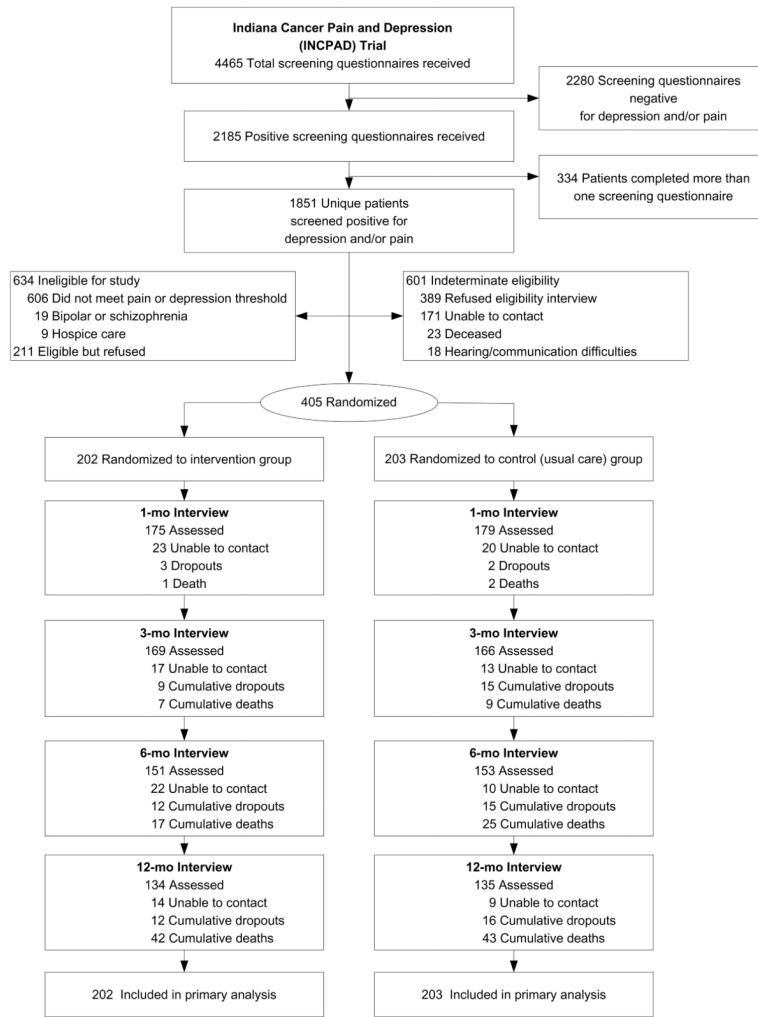 Indiana Cancer Pain and Depression
(INCPAD) Trial
4465 Total screening questionnaires received
2280 Screening questionnaires
negative
for depression and/or pain
2185 Positive screening questionnaires received
334 Patients completed more than
one screening questionnaire
1851 Unique patients
screened positive for
depression and/or pain
634 Ineligible for study
606 Did not meet pain or depression threshold
19 Bipolar or schizophrenia
9 Hospice care
211 Eligible but refused
601 Indeterminate eligibility
389 Refused eligibility interview
171 Unable to contact
23 Deceased
18 Hearing/communication difficulties
405 Randomized
202 Randomized to intervention group
203 Randomized to control (usual care) group
1-mo Interview
175 Assessed
23 Unable to contact
3 Dropouts
1 Death
1-mo Interview
179 Assessed
20 Unable to contact
2 Dropouts
2 Deaths
3-mo Interview
169 Assessed
17 Unable to contact
9 Cumulative dropouts
7 Cumulative deaths
3-mo Interview
166 Assessed
13 Unable to contact
15 Cumulative dropouts
9 Cumulative deaths
6-mo Interview
151 Assessed
22 Unable to contact
12 Cumulative dropouts
17 Cumulative deaths
6-mo Interview
153 Assessed
10 Unable to contact
15 Cumulative dropouts
25 Cumulative deaths
12-mo Interview
134 Assessed
14 Unable to contact
12 Cumulative dropouts
42 Cumulative deaths
12-mo Interview
135 Assessed
9 Unable to contact
16 Cumulative dropouts
43 Cumulative deaths
202 Included in primary analysis
203 Included in primary analysis